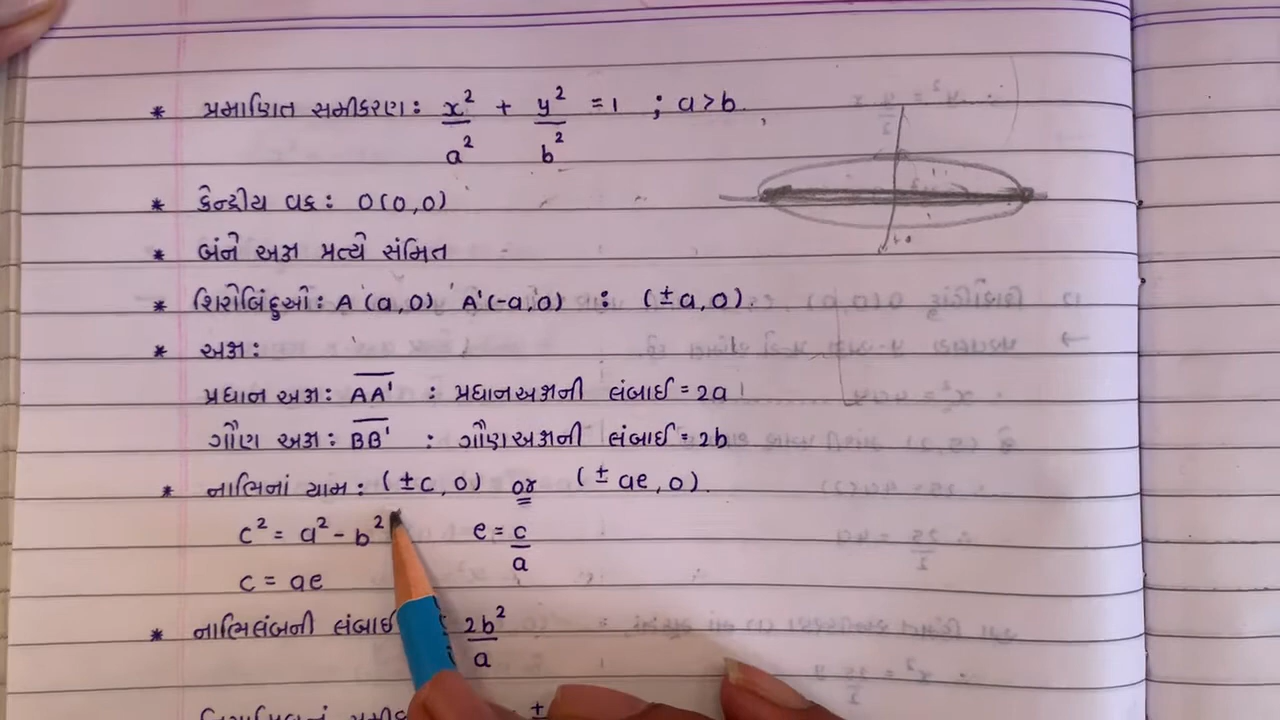 * પ્રમાણિત સમીકરણ: x²/a² + y²/b² = 1 ; a > b
* કેન્દ્રીય વક્ર: O(0,0)
* બંને અક્ષ પ્રત્યે સંમિત
* શિરોબિંદુઓ: A (a,0) A'(-a,0) : (±a,0).
* અક્ષ:
પ્રધાન અક્ષ: AA' : પ્રધાનઅક્ષની લંબાઈ = 2a
ગૌણ અક્ષ: BB' : ગૌણઅક્ષની લંબાઈ = 2b
* નાભિનાં યામ: (±c,0) or (±ae,0).
c² = a² - b² e = c/a
c = ae
* નાભિલંબની લંબાઈ : 2b²/a